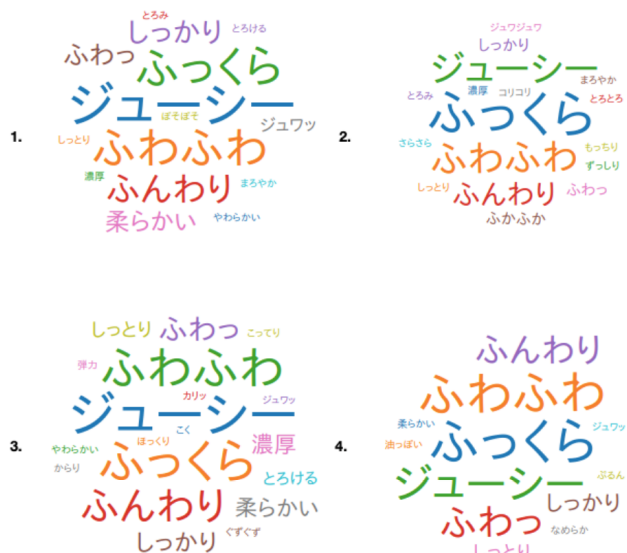 1.
とろみ
しっかり とろける
ふわっ ふっくら
ジューシー
ぼそぼそ ジュワッ
しっとり ふわふわ
濃厚 ふんわり まろやか
柔らかい やわらかい
2.
ジュワジュワ
しっかり
ジューシー まろやか
とろみ 濃厚 コリコリ とろとろ
ふっくら
さらさら ふわふわ もっちり
ずっしり
しっとり ふんわり ふわっ
ふかふか
3.
しっとり ふわっ こってり
弾力 ふわふわ
カリッ ジュワッ
ジューシー
こく
やわらかい ほっくり 濃厚
からり ふっくら とろける
ふんわり 柔らかい
しっかり ぐずぐず
4.
ふんわり
ふわふわ
柔らかい ふっくら ジュワッ
油っぽい
ジューシー ぷるん
しっかり
ふわっ なめらか
しっとり